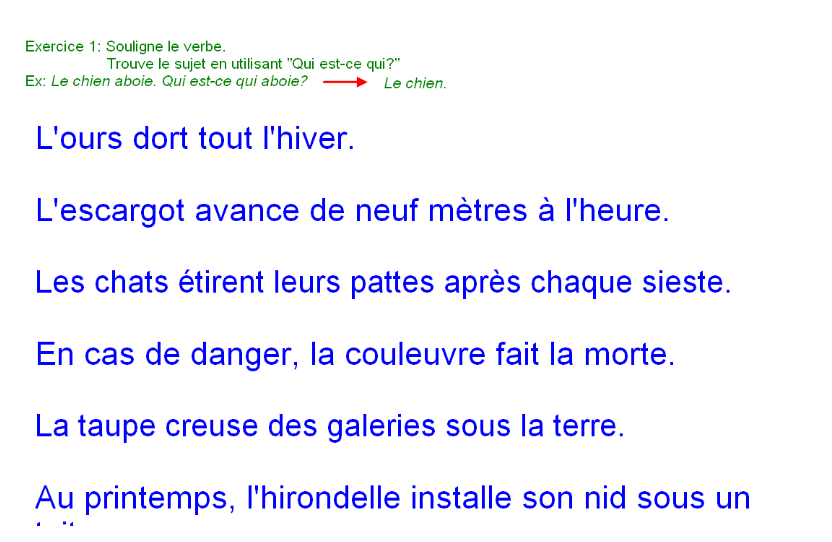 Exercice 1: Souligne le verbe.
Trouve le sujet en utilisant "Qui est-ce qui?"
Ex: Le chien aboie. Qui est-ce qui aboie? Le chien.
L'ours dort tout l'hiver.
L'escargot avance de neuf mètres à l'heure.
Les chats étirent leurs pattes après chaque sieste.
En cas de danger, la couleuvre fait la morte.
La taupe creuse des galeries sous la terre.
Au printemps, l'hirondelle installe son nid sous un